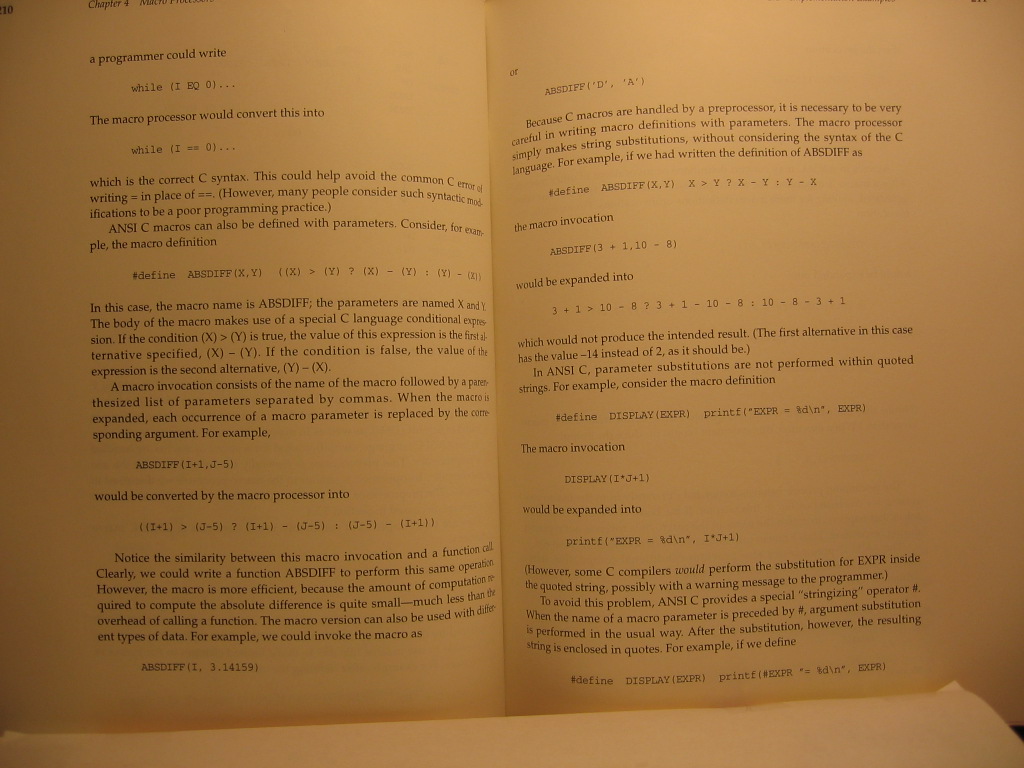 210
Chapter 4 Macro Processors
a programmer could write
while (I EQ 0)...
The macro processor would convert this into
while (I == 0)...
which is the correct C syntax. This could help avoid the common C error of
writing = in place of ==. (However, many people consider such syntactic mod-
ifications to be a poor programming practice.)
ANSI C macros can also be defined with parameters. Consider, for exam-
ple, the macro definition
#define ABSDIFF(X,Y) ((X) > (Y) ? (X) - (Y) : (Y) - (X))
In this case, the macro name is ABSDIFF; the parameters are named X and Y.
The body of the macro makes use of a special C language conditional expres-
sion. If the condition (X) > (Y) is true, the value of this expression is the first al-
ternative specified, (X) – (Y). If the condition is false, the value of the
expression is the second alternative, (Y) – (X).
A macro invocation consists of the name of the macro followed by a paren-
thesized list of parameters separated by commas. When the macro is
expanded, each occurrence of a macro parameter is replaced by the corre-
sponding argument. For example,
ABSDIFF(I+1,J-5)
would be converted by the macro processor into
((I+1) > (J-5) ? (I+1) - (J-5) : (J-5) - (I+1))
Notice the similarity between this macro invocation and a function call.
Clearly, we could write a function ABSDIFF to perform this same operation.
However, the macro is more efficient, because the amount of computation re-
quired to compute the absolute difference is quite small—much less than the
overhead of calling a function. The macro version can also be used with differ-
ent types of data. For example, we could invoke the macro as
ABSDIFF(I, 3.14159)
or
ABSDIFF('D', 'A')
Because C macros are handled by a preprocessor, it is necessary to be very
careful in writing macro definitions with parameters. The macro processor
simply makes string substitutions, without considering the syntax of the C
language. For example, if we had written the definition of ABSDIFF as
#define ABSDIFF(X,Y) X > Y ? X - Y : Y - X
the macro invocation
ABSDIFF(3 + 1,10 - 8)
would be expanded into
3 + 1 > 10 - 8 ? 3 + 1 - 10 - 8 : 10 - 8 - 3 + 1
which would not produce the intended result. (The first alternative in this case
has the value –14 instead of 2, as it should be.)
In ANSI C, parameter substitutions are not performed within quoted
strings. For example, consider the macro definition
#define DISPLAY(EXPR) printf("EXPR = %d\n", EXPR)
The macro invocation
DISPLAY(I*J+1)
would be expanded into
printf("EXPR = %d\n", I*J+1)
(However, some C compilers would perform the substitution for EXPR inside
the quoted string, possibly with a warning message to the programmer.)
To avoid this problem, ANSI C provides a special "stringizing" operator #.
When the name of a macro parameter is preceded by #, argument substitution
is performed in the usual way. After the substitution, however, the resulting
string is enclosed in quotes. For example, if we define
#define DISPLAY(EXPR) printf(#EXPR "= %d\n", EXPR)